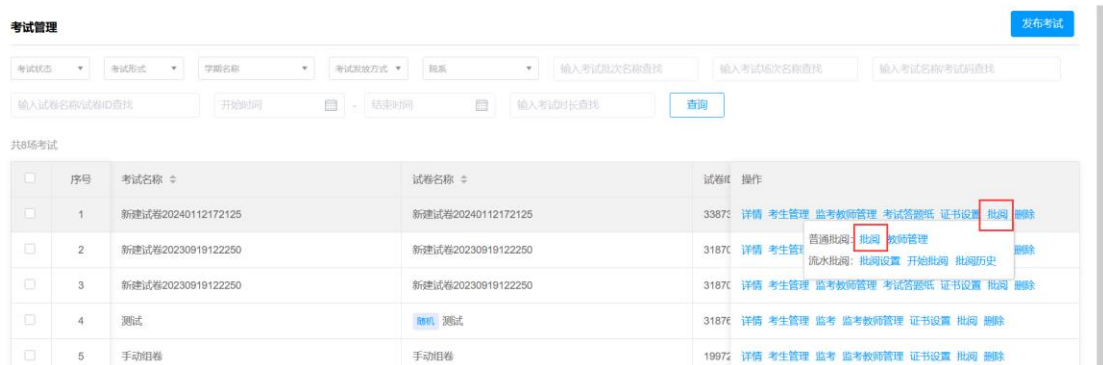 考试管理
发布考试
考试状态 考试形式 学期名称 考试发放方式 院系 输入考试批次名称查找 输入考试场次名称查找 输入考试名称/考试码查找
输入试卷名称/试卷ID查找 开始时间 - 结束时间 输入考试时长查找 查询
共8场考试
序号 考试名称 试卷名称 试卷ID 操作
1 新建试卷20240112172125 新建试卷20240112172125 33873 详情 考生管理 监考教师管理 考试答题纸 证书设置 批阅 删除
普通批阅: 批阅 教师管理
2 新建试卷20230919122250 新建试卷20230919122250 31870 详情 考生管 删除
流水批阅: 批阅设置 开始批阅 批阅历史
3 新建试卷20230919122250 新建试卷20230919122250 31870 详情 考生管理 监考教师管理 考试答题纸 证书设置 批阅 删除
4 测试 随机 测试 31876 详情 考生管理 监考 监考教师管理 证书设置 批阅 删除
5 手动组卷 手动组卷 19972 详情 考生管理 监考 监考教师管理 证书设置 批阅 删除